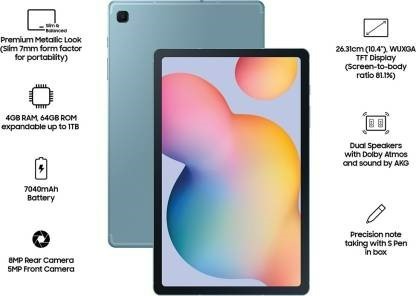 Slim &
Balanced
Premium Metallic Look
(Slim 7mm form factor
for portability)
4GB RAM, 64GB ROM
expandable up to 1TB
7040mAh
Battery
8MP Rear Camera
5MP Front Camera
26.31cm (10.4"), WUXGA
TFT Display
(Screen-to-body
ratio 81.1%)
Dual Speakers
with Dolby Atmos
and sound by AKG
Precision note
taking with S Pen
in box